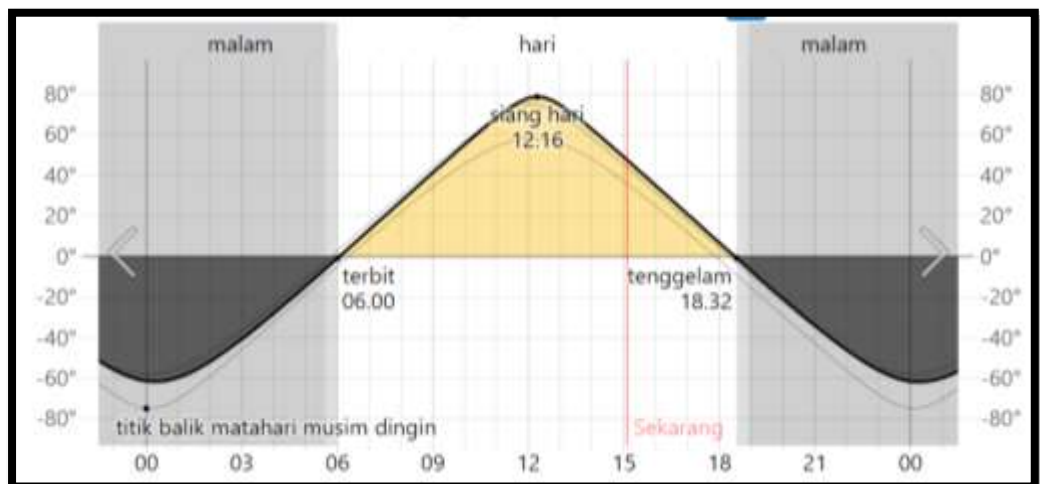 malam hari malam
80° 80°
siang hari
60° 60°
12:16
40° 40°
20° 20°
0° 0°
terbit tenggelam
-20° -20°
06.00 18.32
-40° -40°
-60° -60°
-80° -80°
titik balik matahari musim dingin Sekarang
00 03 06 09 12 15 18 21 00